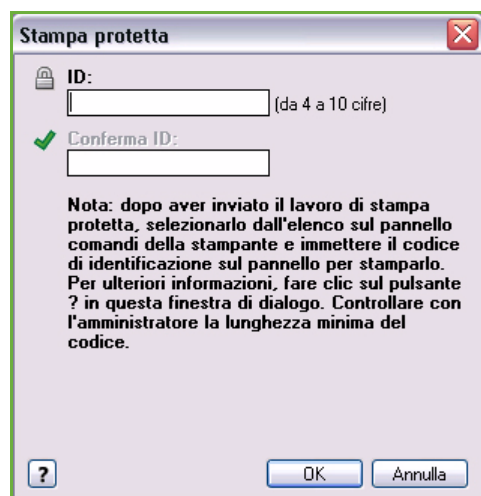 Stampa protetta
ID:
(da 4 a 10 cifre)
Conferma ID:
Nota: dopo aver inviato il lavoro di stampa
protetta, selezionarlo dall'elenco sul pannello
comandi della stampante e immettere il codice
di identificazione sul pannello per stamparlo.
Per ulteriori informazioni, fare clic sul pulsante
? in questa finestra di dialogo. Controllare con
l'amministratore la lunghezza minima del
codice.
? OK Annulla